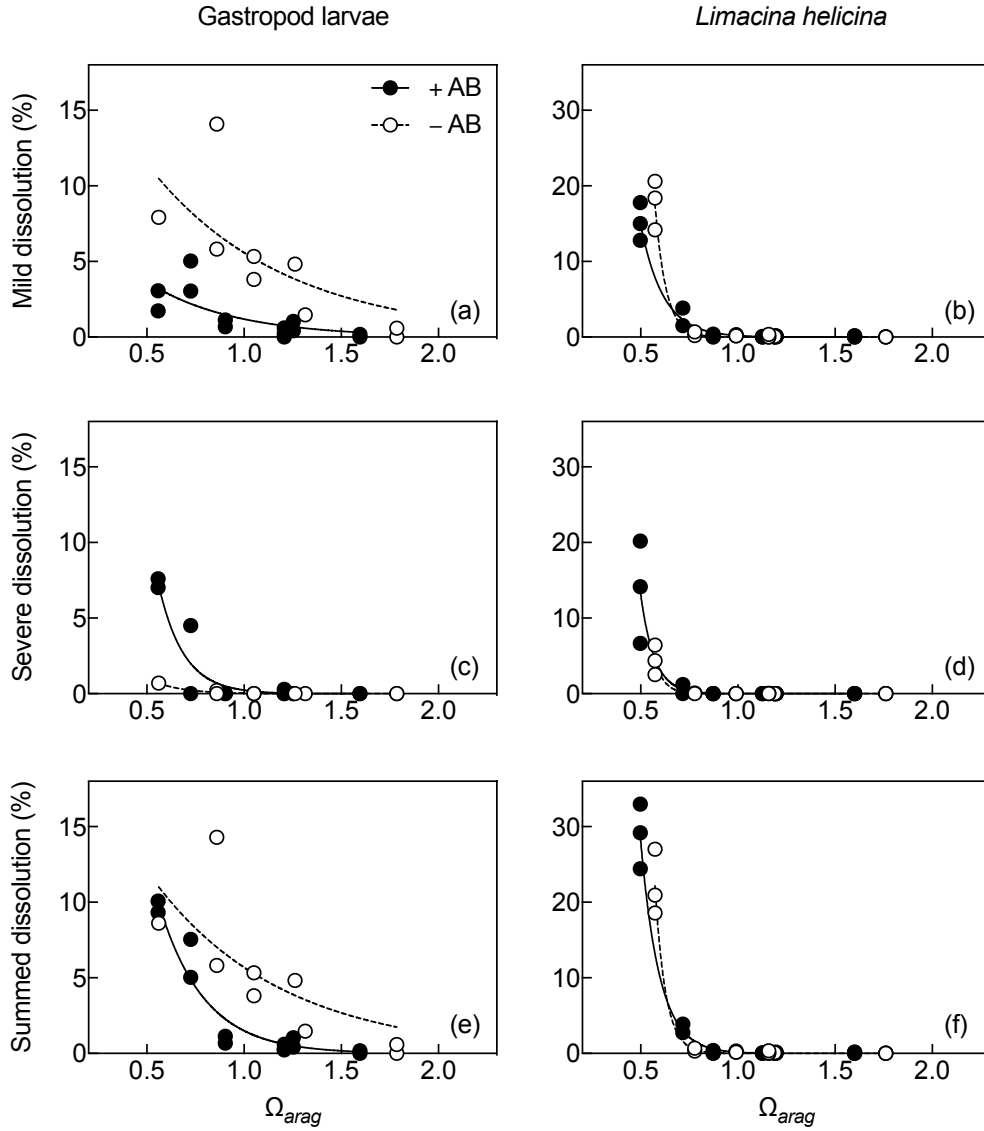 Gastropod larvae
Limacina helicina
Mild dissolution (%)
15
10
5
0
+ AB
– AB
(a)
0.5 1.0 1.5 2.0
30
20
10
0
(b)
0.5 1.0 1.5 2.0
Severe dissolution (%)
15
10
5
0
(c)
0.5 1.0 1.5 2.0
30
20
10
0
(d)
0.5 1.0 1.5 2.0
Summed dissolution (%)
15
10
5
0
(e)
0.5 1.0 1.5 2.0
Ωarag
30
20
10
0
(f)
0.5 1.0 1.5 2.0
Ωarag